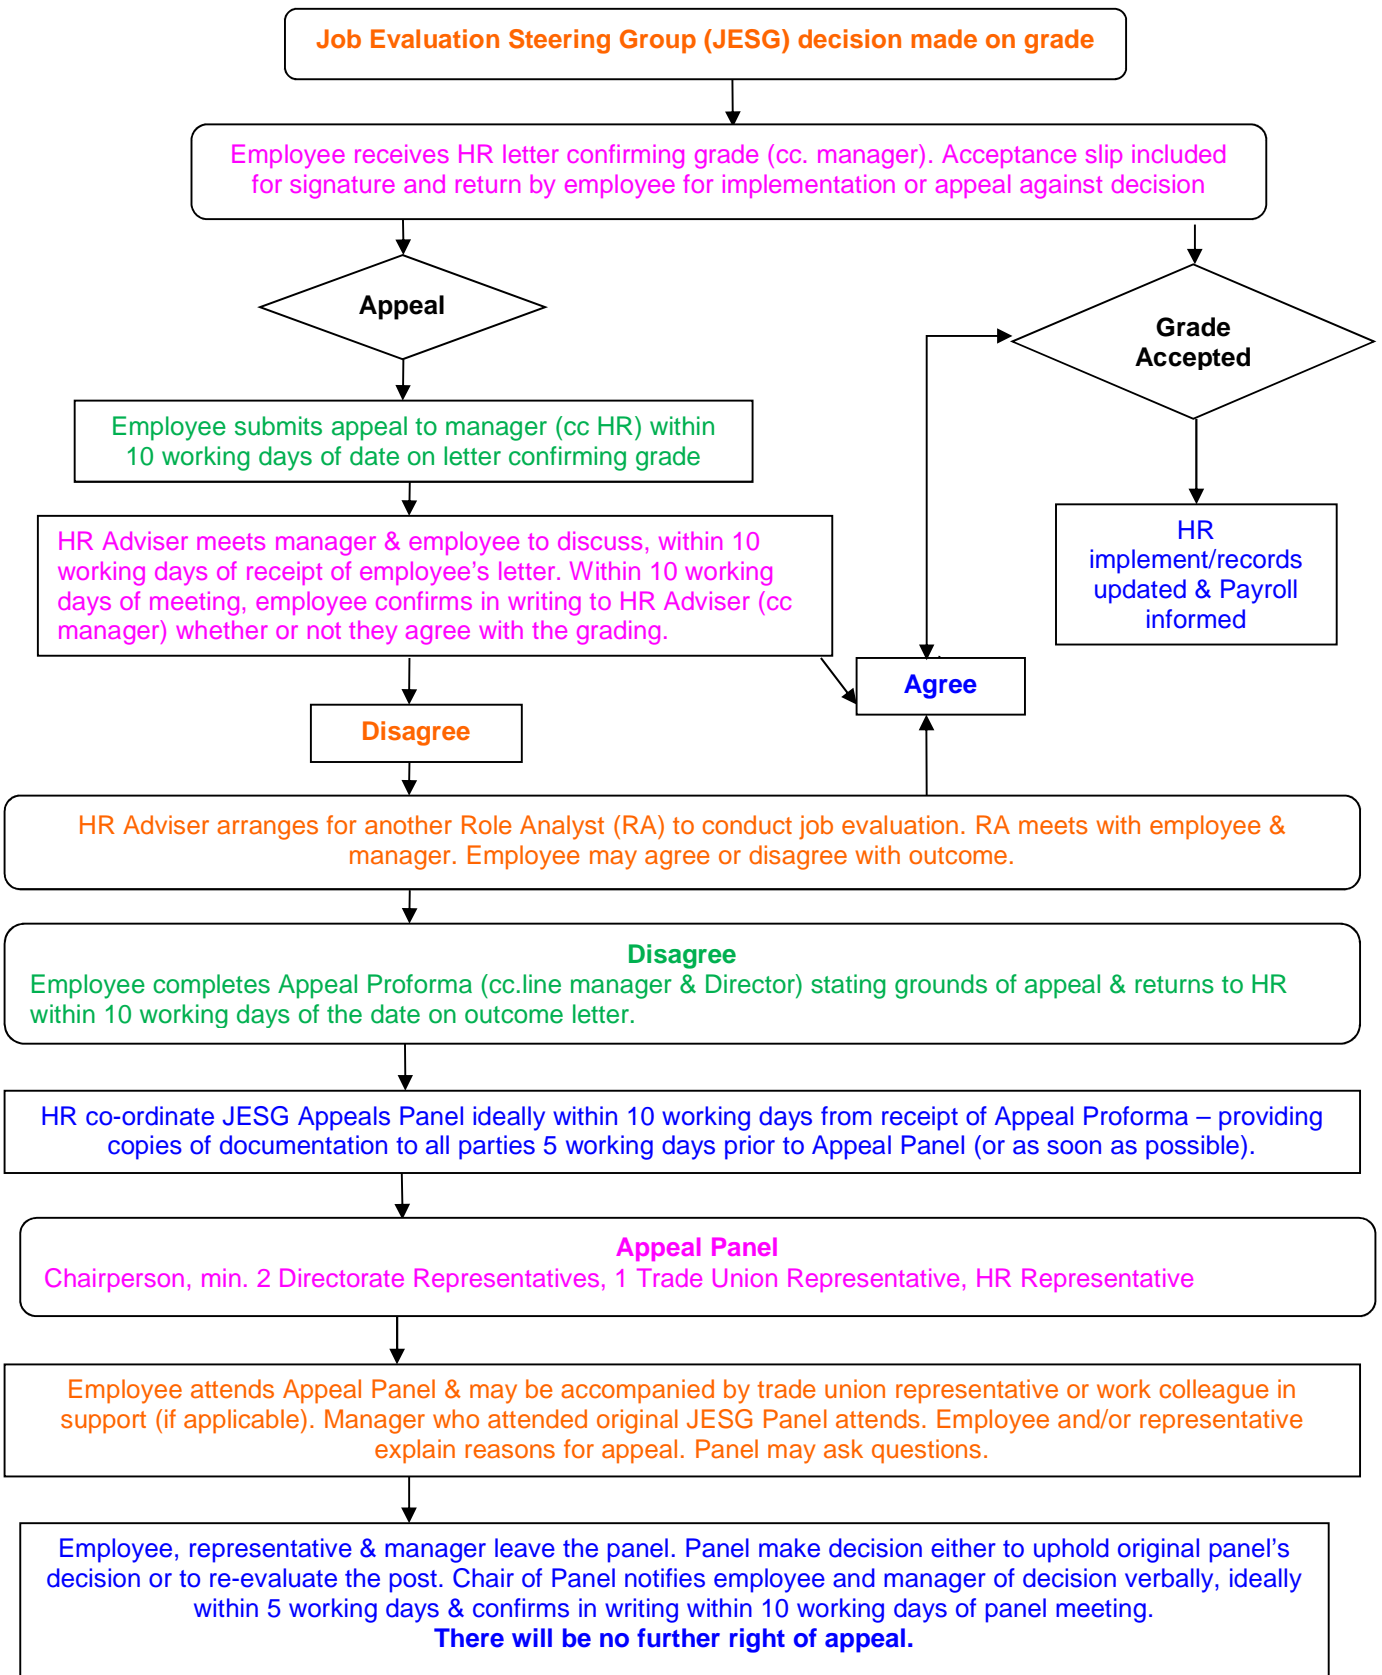 Job Evaluation Steering Group (JESG) decision made on grade
Employee receives HR letter confirming grade (cc. manager). Acceptance slip included
for signature and return by employee for implementation or appeal against decision
Appeal
Grade
Accepted
Employee submits appeal to manager (cc HR) within
10 working days of date on letter confirming grade
HR Adviser meets manager & employee to discuss, within 10
working days of receipt of employee’s letter. Within 10 working
days of meeting, employee confirms in writing to HR Adviser (cc
manager) whether or not they agree with the grading.
HR
implement/records
updated & Payroll
informed
Agree
Disagree
HR Adviser arranges for another Role Analyst (RA) to conduct job evaluation. RA meets with employee &
manager. Employee may agree or disagree with outcome.
Disagree
Employee completes Appeal Proforma (cc.line manager & Director) stating grounds of appeal & returns to HR
within 10 working days of the date on outcome letter.
HR co-ordinate JESG Appeals Panel ideally within 10 working days from receipt of Appeal Proforma – providing
copies of documentation to all parties 5 working days prior to Appeal Panel (or as soon as possible).
Appeal Panel
Chairperson, min. 2 Directorate Representatives, 1 Trade Union Representative, HR Representative
Employee attends Appeal Panel & may be accompanied by trade union representative or work colleague in
support (if applicable). Manager who attended original JESG Panel attends. Employee and/or representative
explain reasons for appeal. Panel may ask questions.
Employee, representative & manager leave the panel. Panel make decision either to uphold original panel’s
decision or to re-evaluate the post. Chair of Panel notifies employee and manager of decision verbally, ideally
within 5 working days & confirms in writing within 10 working days of panel meeting.
There will be no further right of appeal.